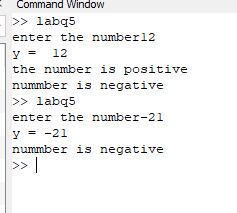 Command Window
>> labq5
enter the number12
y =  12
the number is positive
nummber is negative
>> labq5
enter the number-21
y = -21
nummber is negative
>>